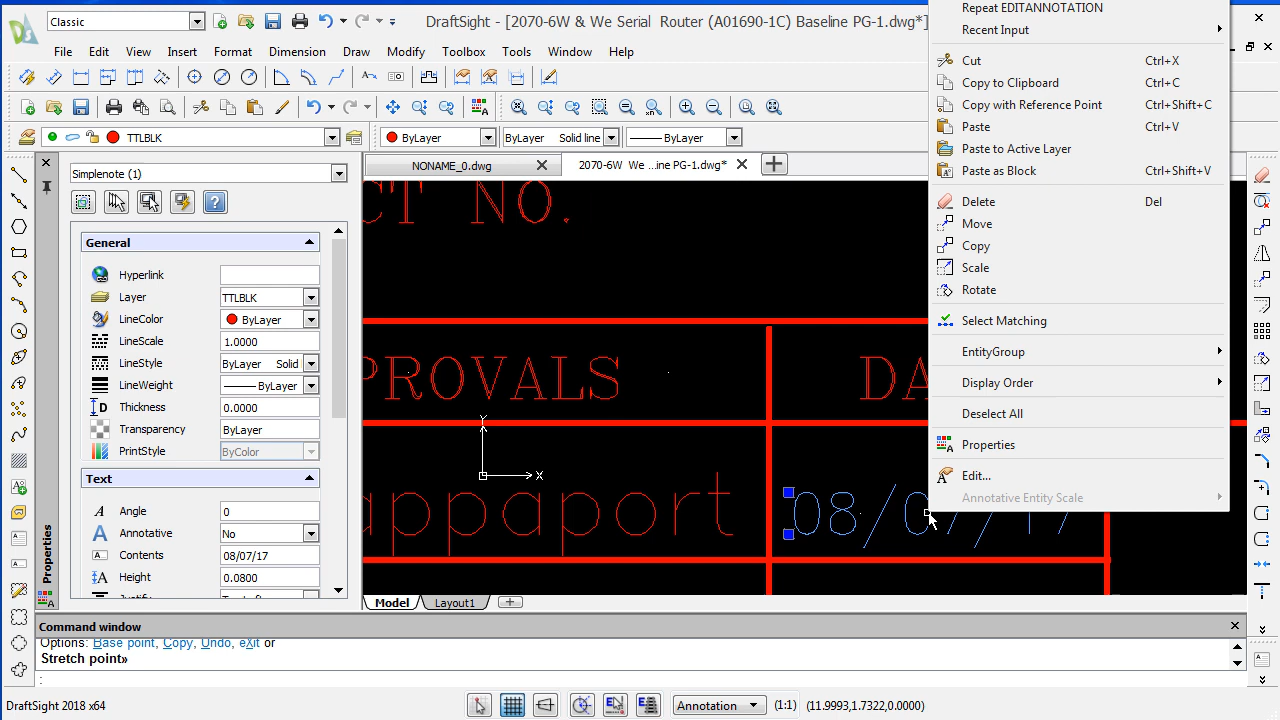 Classic
DraftSight - [2070-6W & We Serial Router (A01690-1C) Baseline PG-1.dwg*]
File Edit View Insert Format Dimension Draw Modify Toolbox Tools Window Help
TTLBLK
ByLayer
ByLayer Solid line
ByLayer
NONAME_0.dwg
2070-6W We ...ine PG-1.dwg*
Simplenote (1)
General
Hyperlink
Layer TTLBLK
LineColor ByLayer
LineScale 1.0000
LineStyle ByLayer Solid
LineWeight ByLayer
Thickness 0.0000
Transparency ByLayer
PrintStyle ByColor
Text
Angle 0
Annotative No
Contents 08/07/17
Height 0.0800
Properties
CT NO.
PROVALS
DA
Y
X
appaport
08/0
Repeat EDITANNOTATION
Recent Input
Cut Ctrl+X
Copy to Clipboard Ctrl+C
Copy with Reference Point Ctrl+Shift+C
Paste Ctrl+V
Paste to Active Layer
Paste as Block Ctrl+Shift+V
Delete Del
Move
Copy
Scale
Rotate
Select Matching
EntityGroup
Display Order
Deselect All
Properties
Edit...
Annotative Entity Scale
Model Layout1
Command window
Options: Base point, Copy, Undo, eXit or
Stretch point»
:
DraftSight 2018 x64
Annotation
(1:1)
(11.9993,1.7322,0.0000)